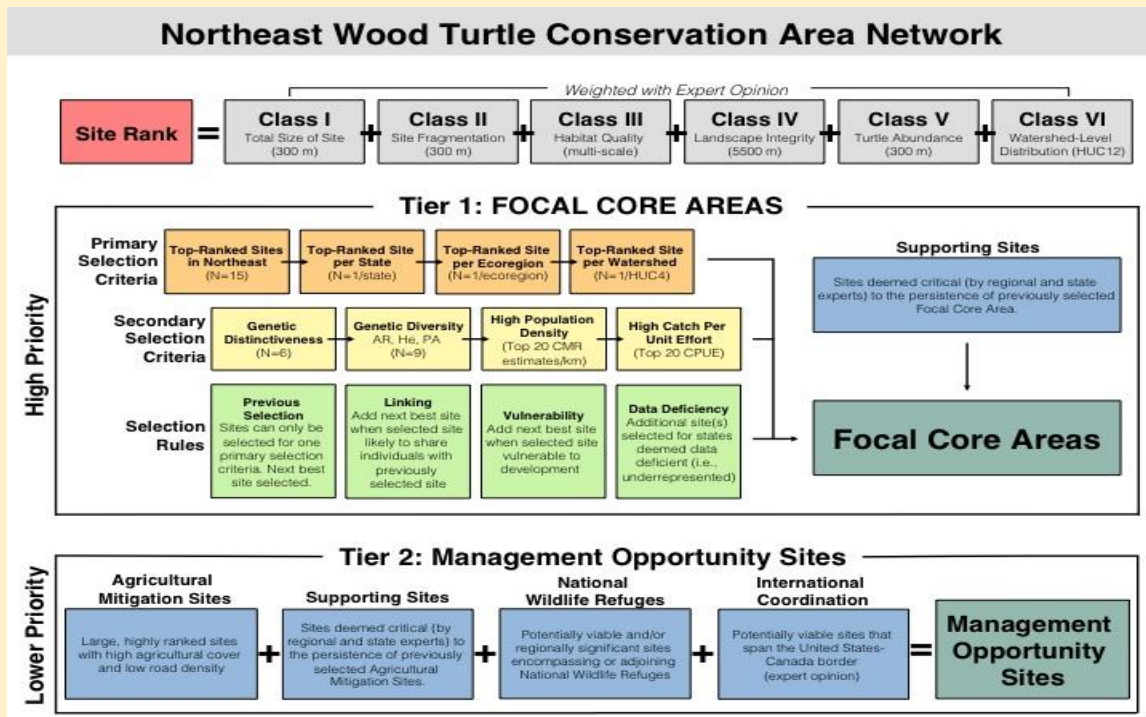 Northeast Wood Turtle Conservation Area Network
Weighted with Expert Opinion
Site Rank
=
Class I
Total Size of Site
(300 m)
+
Class II
Site Fragmentation
(300 m)
+
Class III
Habitat Quality
(multi-scale)
+
Class IV
Landscape Integrity
(5500 m)
+
Class V
Turtle Abundance
(300 m)
+
Class VI
Watershed-Level
Distribution (HUC12)
High Priority
Tier 1: FOCAL CORE AREAS
Primary
Selection
Criteria
Top-Ranked Sites
in Northeast
(N=15)
Top-Ranked Site
per State
(N=1/state)
Top-Ranked Site
per Ecoregion
(N=1/ecoregion)
Top-Ranked Site
per Watershed
(N=1/HUC4)
Secondary
Selection
Criteria
Genetic
Distinctiveness
(N=6)
Genetic Diversity
AR, He, PA
(N=9)
High Population
Density
(Top 20 CMR
estimates/km)
High Catch Per
Unit Effort
(Top 20 CPUE)
Selection
Rules
Previous
Selection
Sites can only be
selected for one
primary selection
criteria. Next best
site selected.
Linking
Add next best site
when selected site
likely to share
individuals with
previously
selected site
Vulnerability
Add next best site
when selected site
vulnerable to
development
Data Deficiency
Additional site(s)
selected for states
deemed data
deficient (i.e.,
underrepresented)
Supporting Sites
Sites deemed critical (by
regional and state
experts) to the
persistence of previously
selected
Focal Core Area.
Focal Core Areas
Lower Priority
Tier 2: Management Opportunity Sites
Agricultural
Mitigation Sites
Large, highly ranked sites
with high agricultural cover
and low road density
+
Supporting Sites
Sites deemed critical (by
regional and state experts) to
the persistence of previously
selected Agricultural
Mitigation Sites.
+
National
Wildlife Refuges
Potentially viable and/or
regionally significant sites
encompassing or adjoining
National Wildlife Refuges
+
International
Coordination
Potentially viable sites that
span the United States-
Canada border
(expert opinion)
=
Management
Opportunity
Sites